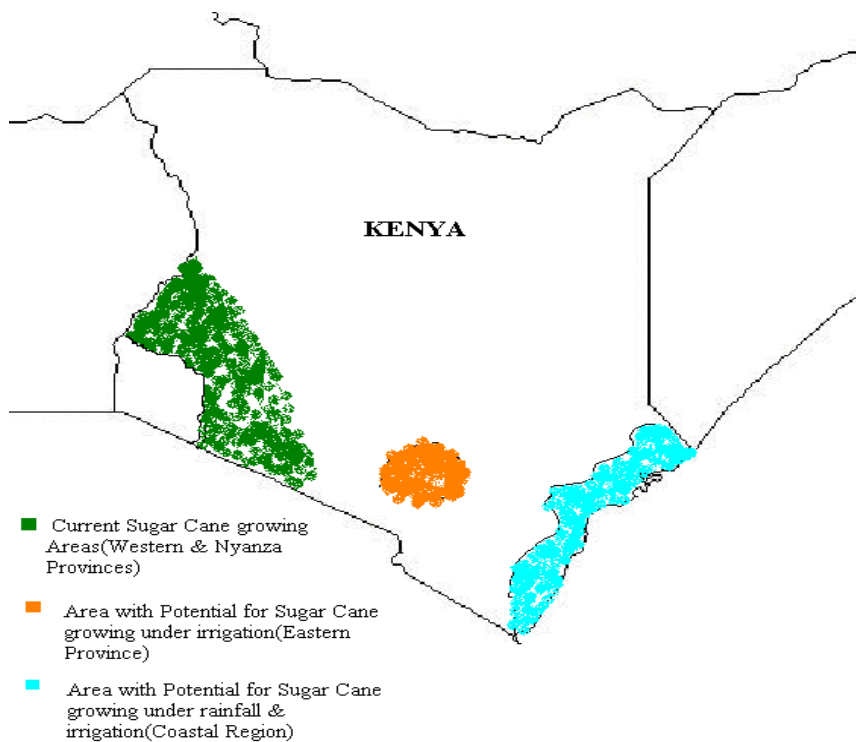 KENYA
Current Sugar Cane growing
Areas(Western & Nyanza
Provinces)
Area with Potential for Sugar Cane
growing under irrigation(Eastern
Province)
Area with Potential for Sugar Cane
growing under rainfall &
irrigation(Coastal Region)